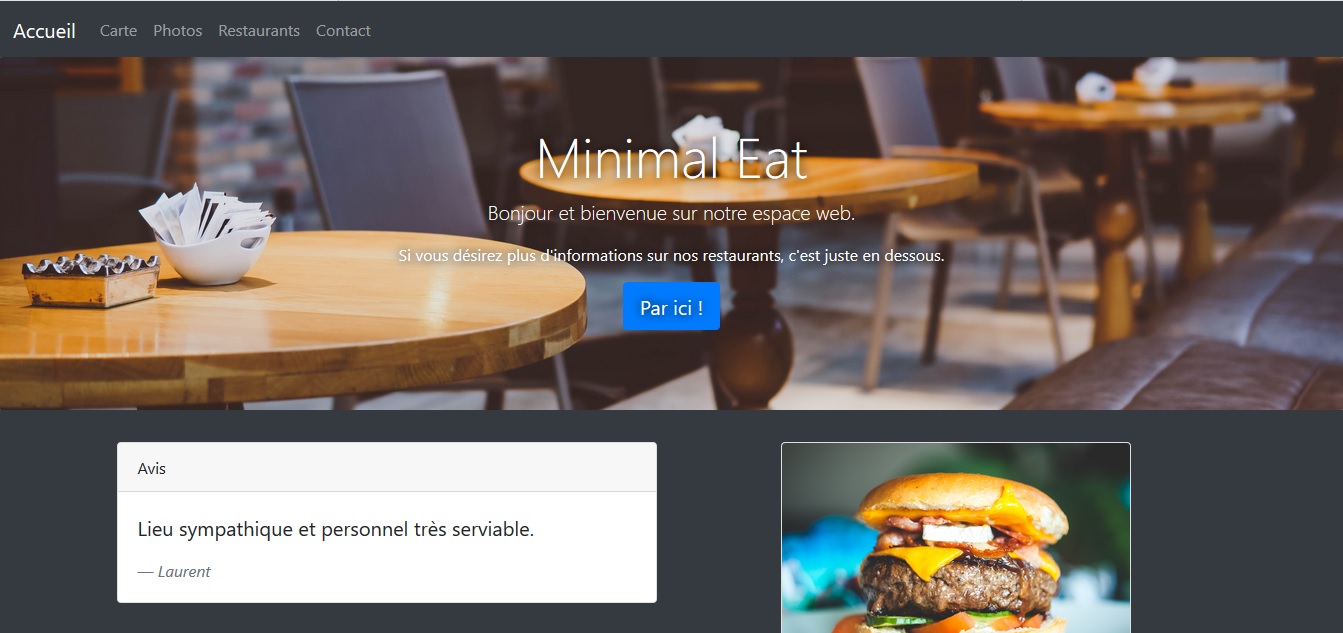 Accueil Carte Photos Restaurants Contact
Minimal Eat
Bonjour et bienvenue sur notre espace web.
Si vous désirez plus d'informations sur nos restaurants, c'est juste en dessous.
Par ici !
Avis
Lieu sympathique et personnel très serviable.
— Laurent